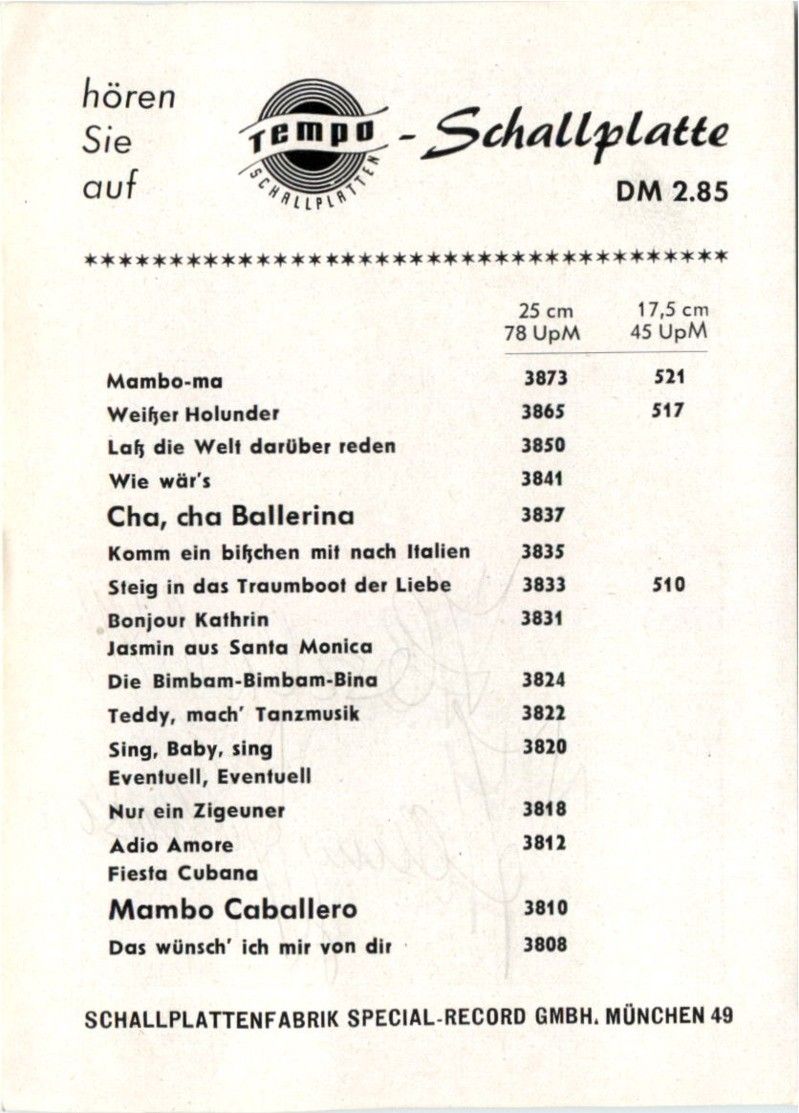 hören
Sie
auf
TEMPO
SCHALLPLATTEN
- Schallplatte
DM 2.85
***************************************
25 cm 17,5 cm
78 UpM 45 UpM
Mambo-ma 3873 521
Weißer Holunder 3865 517
Laß die Welt darüber reden 3850
Wie wär's 3841
Cha, cha Ballerina 3837
Komm ein bißchen mit nach Italien 3835
Steig in das Traumboot der Liebe 3833 510
Bonjour Kathrin 3831
Jasmin aus Santa Monica
Die Bimbam-Bimbam-Bina 3824
Teddy, mach' Tanzmusik 3822
Sing, Baby, sing 3820
Eventuell, Eventuell
Nur ein Zigeuner 3818
Adio Amore 3812
Fiesta Cubana
Mambo Caballero 3810
Das wünsch' ich mir von dir 3808
SCHALLPLATTENFABRIK SPECIAL-RECORD GMBH. MÜNCHEN 49